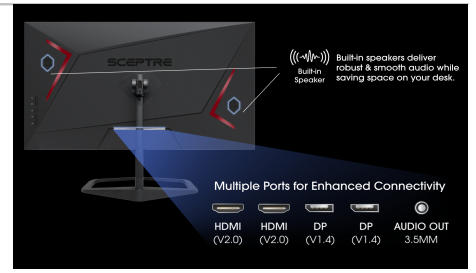 SCEPTRE
Built-in
Speaker
Built-in speakers deliver
robust & smooth audio while
saving space on your desk.
Multiple Ports for Enhanced Connectivity
HDMI
(V2.0)
HDMI
(V2.0)
DP
(V1.4)
DP
(V1.4)
AUDIO OUT
3.5MM